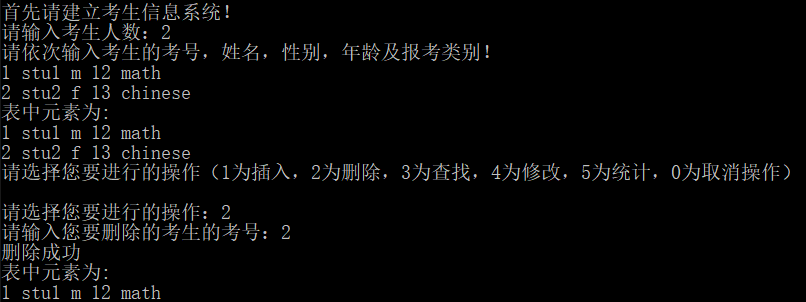 首先请建立考生信息系统！
请输入考生人数：2
请依次输入考生的考号，姓名，性别，年龄及报考类别！
1 stu1 m 12 math
2 stu2 f 13 chinese
表中元素为:
1 stu1 m 12 math
2 stu2 f 13 chinese
请选择您要进行的操作（1为插入，2为删除，3为查找，4为修改，5为统计，0为取消操作）
请选择您要进行的操作：2
请输入您要删除的考生的考号：2
删除成功
表中元素为:
1 stu1 m 12 math